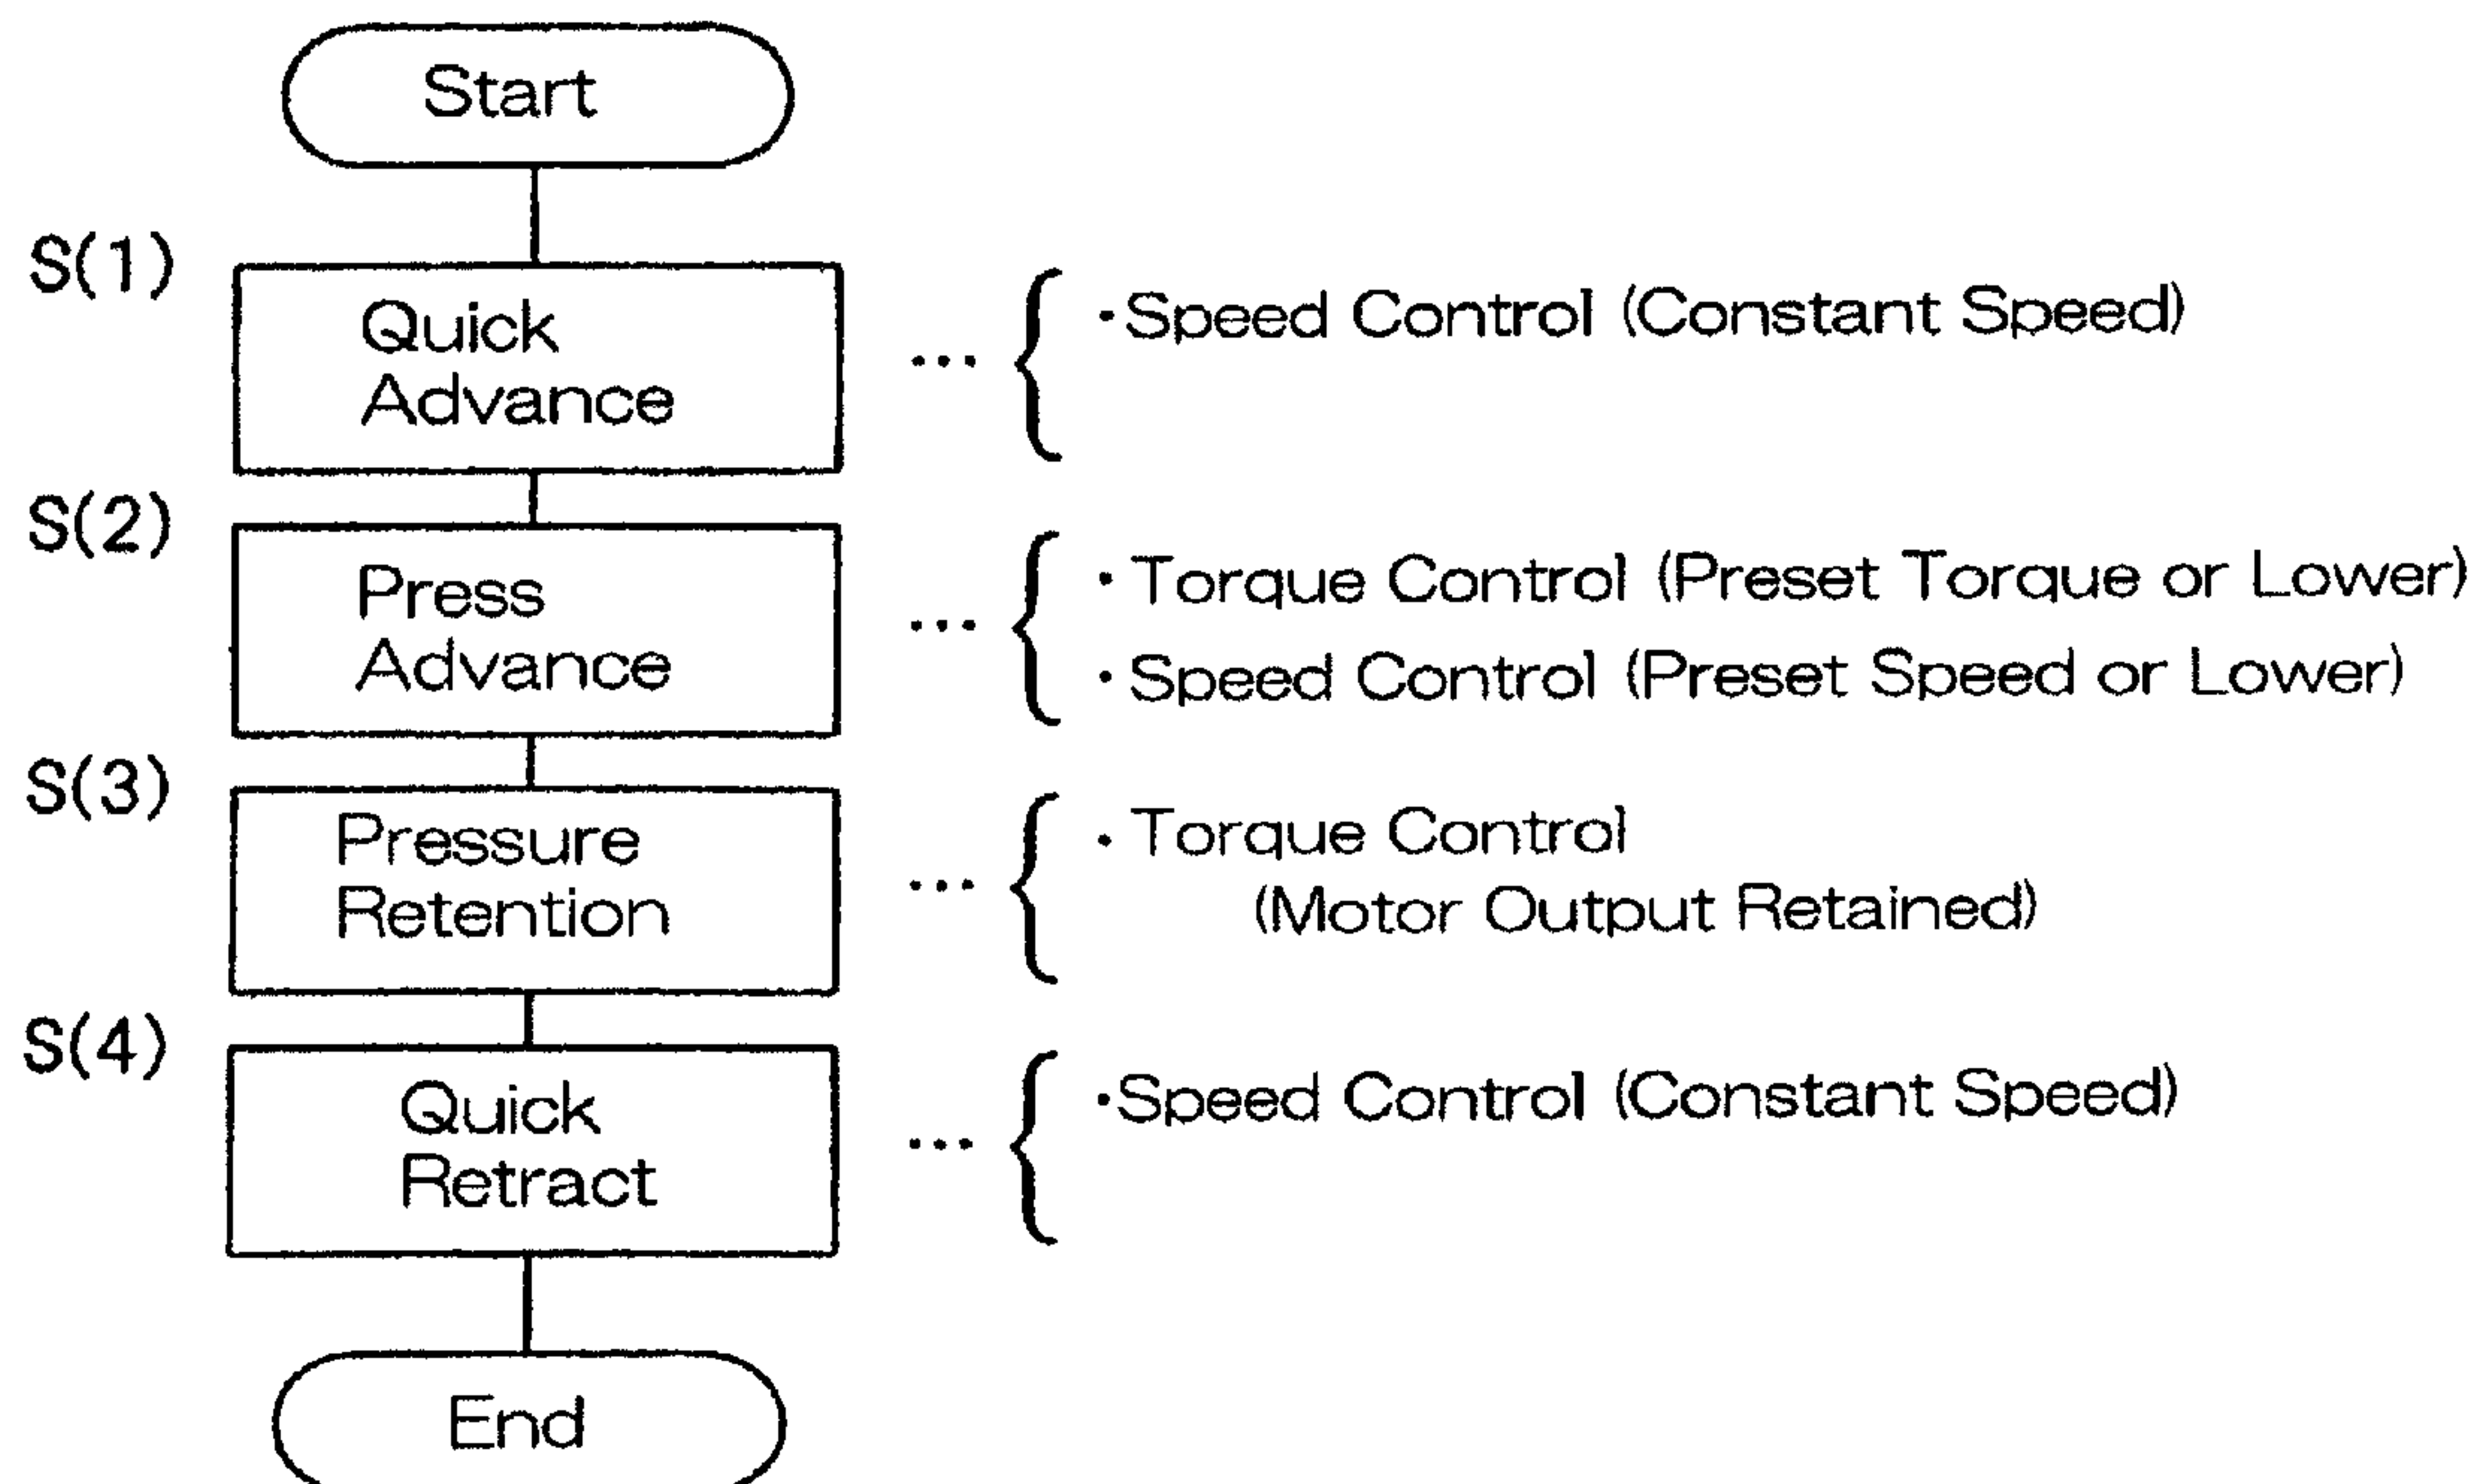 Start
S(1)
Quick
Advance
... { ・Speed Control (Constant Speed)
S(2)
Press
Advance
... { ・Torque Control (Preset Torque or Lower)
・Speed Control (Preset Speed or Lower)
S(3)
Pressure
Retention
... { ・Torque Control
(Motor Output Retained)
S(4)
Quick
Retract
... { ・Speed Control (Constant Speed)
End